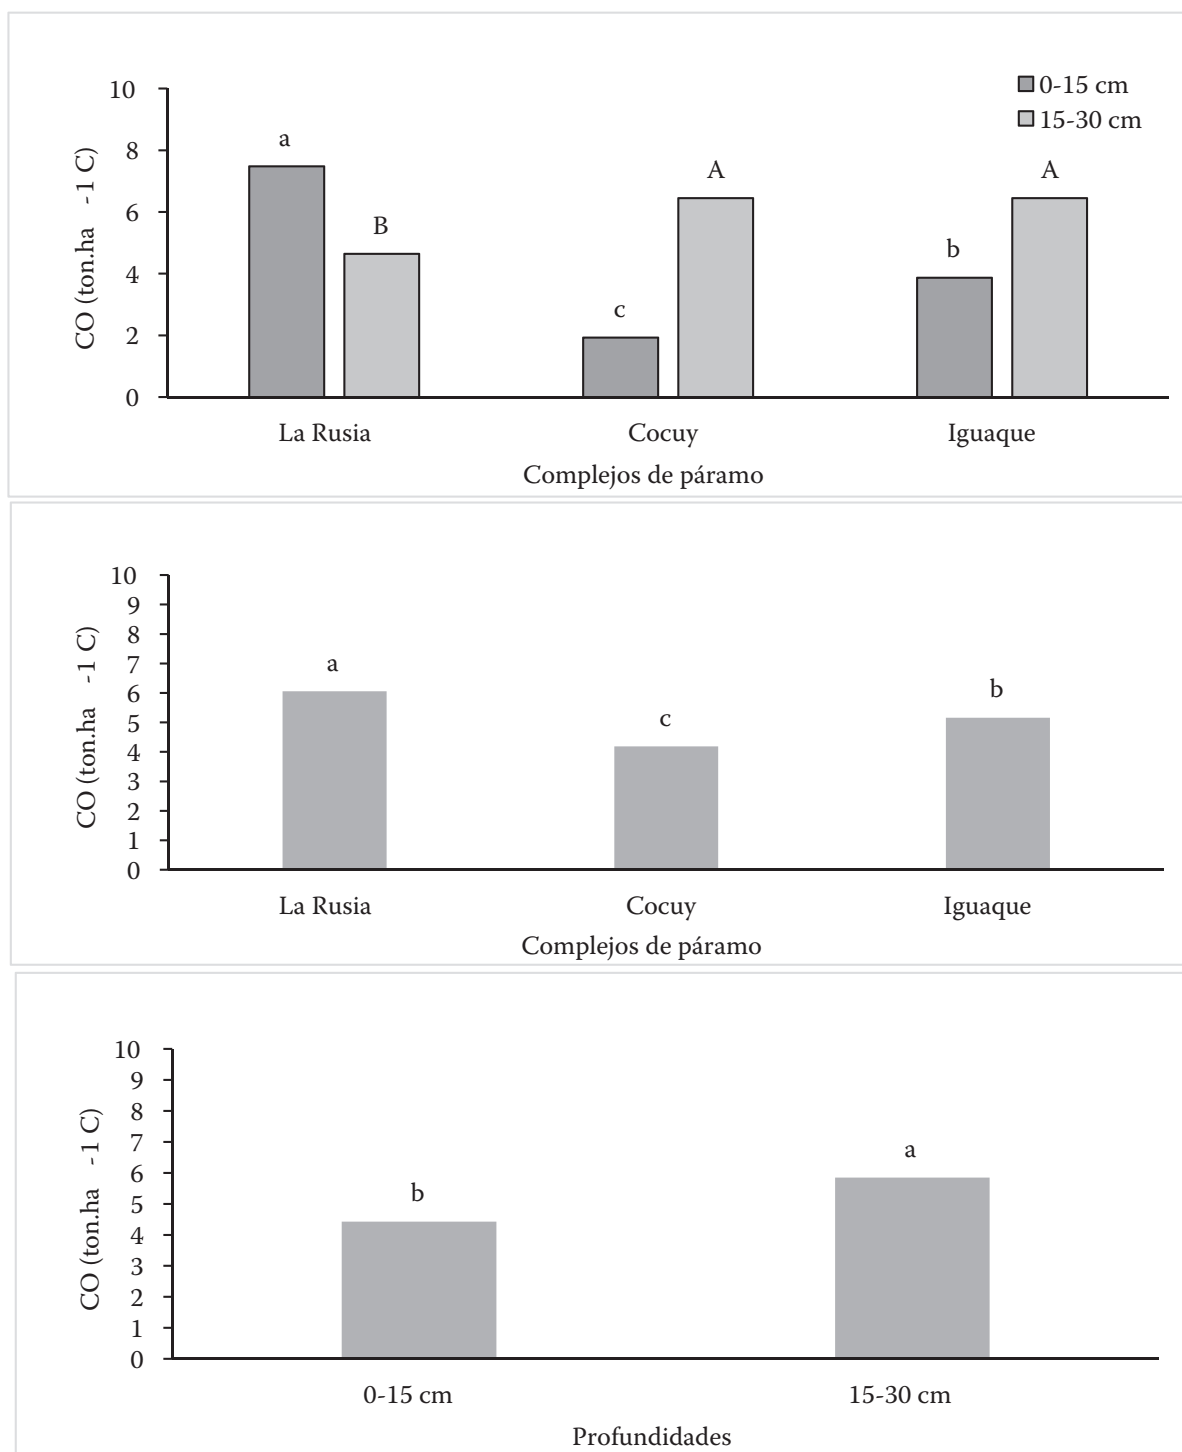 0-15 cm
15-30 cm
CO (ton.ha -1 C)
10
8
6
4
2
0
a
B
c
A
b
A
La Rusia Cocuy Iguaque
Complejos de páramo
CO (ton.ha -1 C)
10
9
8
7
6
5
4
3
2
1
0
a
c
b
La Rusia Cocuy Iguaque
Complejos de páramo
CO (ton.ha -1 C)
10
9
8
7
6
5
4
3
2
1
0
b
a
0-15 cm 15-30 cm
Profundidades